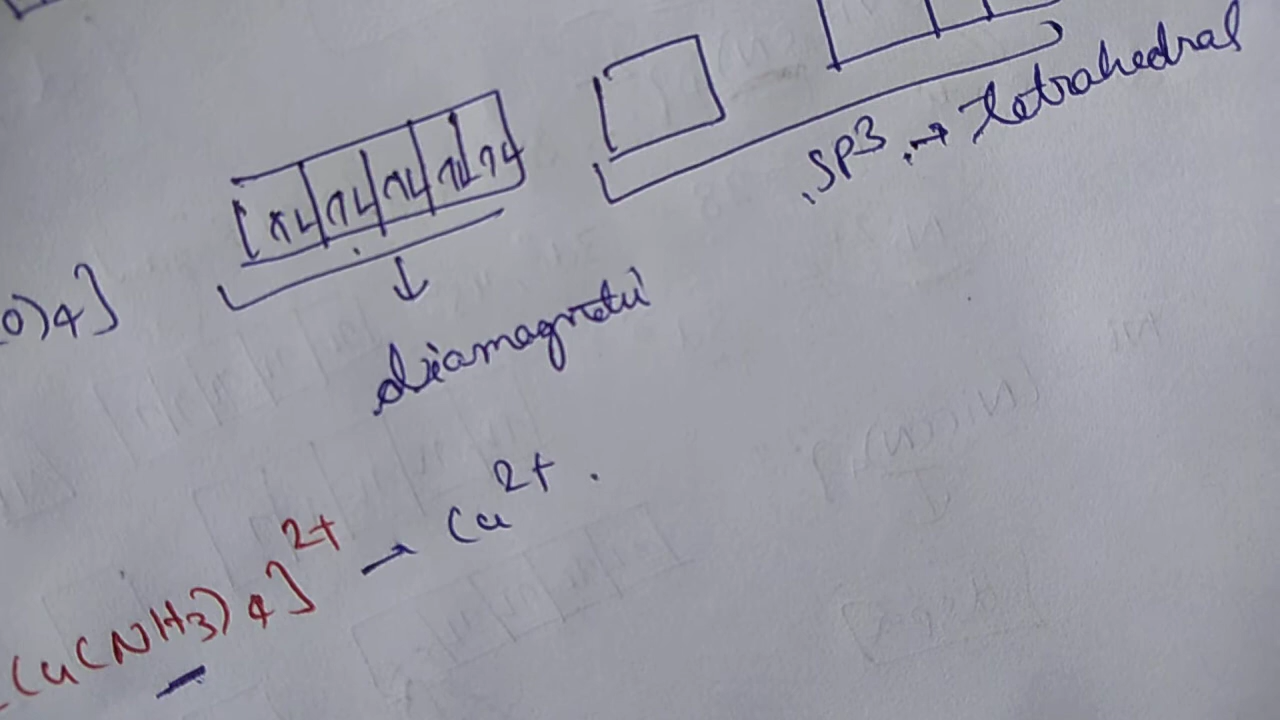 SP3 → tetrahedral
O)4]
diamagnetic
Cu(NH3)4]2+ → Cu2+.